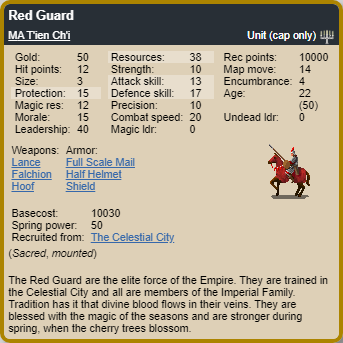 Red Guard
MA T'ien Ch'i Unit (cap only)
Gold: 50 Resources: 38 Rec points: 10000
Hit points: 12 Strength: 10 Map move: 14
Size: 3 Attack skill: 13 Encumbrance: 4
Protection: 15 Defence skill: 17 Age: 22
Magic res: 12 Precision: 10 (50)
Morale: 15 Combat speed: 20 Undead ldr: 0
Leadership: 40 Magic ldr: 0
Weapons: Armor:
Lance Full Scale Mail
Falchion Half Helmet
Hoof Shield
Basecost: 10030
Spring power: 50
Recruited from: The Celestial City
(Sacred, mounted)
The Red Guard are the elite force of the Empire. They are trained in
the Celestial City and all are members of the Imperial Family.
Tradition has it that divine blood flows in their veins. They are
blessed with the magic of the seasons and are stronger during
spring, when the cherry trees blossom.